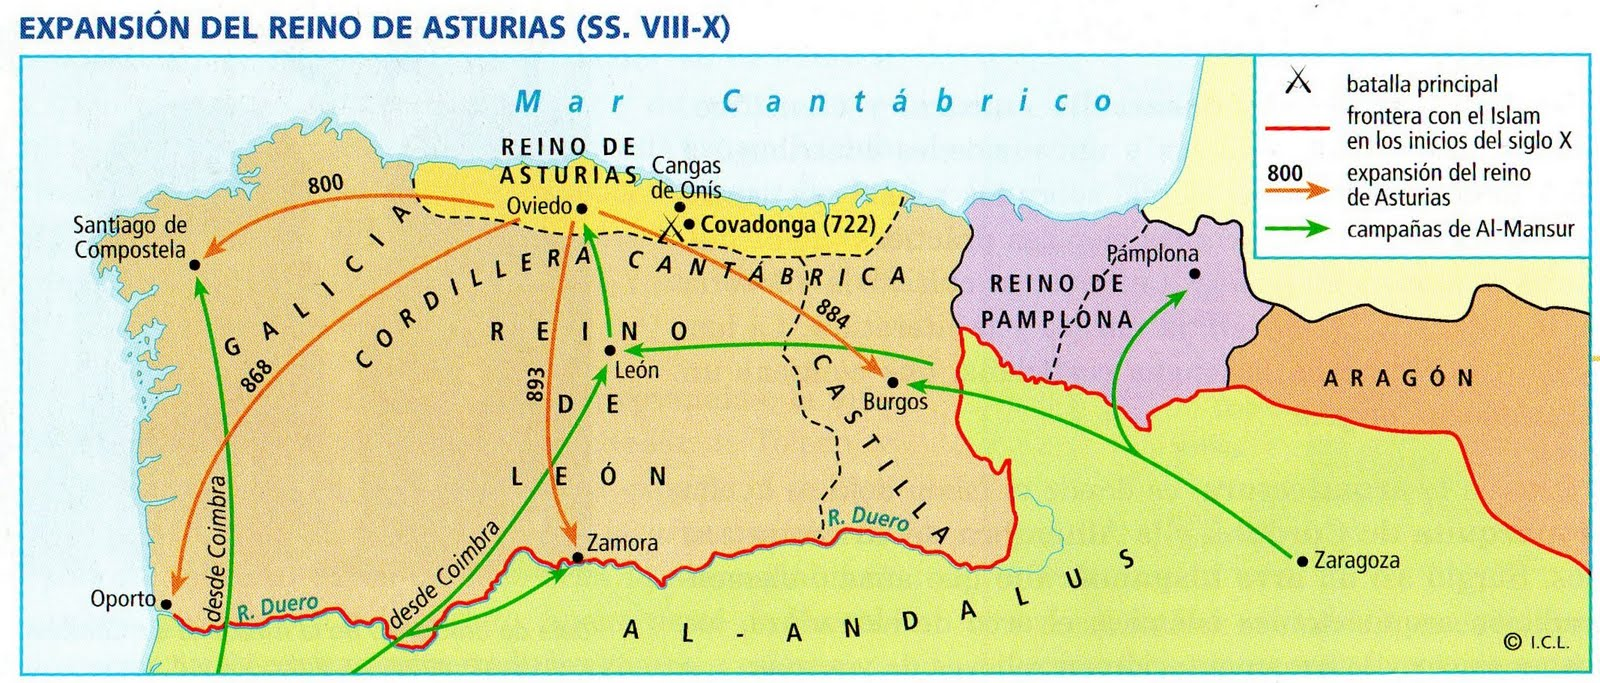 EXPANSIÓN DEL REINO DE ASTURIAS (SS. VIII-X)
Mar Cantábrico
batalla principal
frontera con el Islam
en los inicios del siglo X
800
expansión del reino
de Asturias
campañas de Al-Mansur
REINO DE
ASTURIAS
Cangas
de Onís
Oviedo
Covadonga (722)
800
Santiago de
Compostela
GALICIA
CORDILLERA CANTÁBRICA
Pamplona
REINO DE
PAMPLONA
884
868
893
REINO
DE
LEÓN
León
CASTILLA
Burgos
ARAGÓN
desde Coimbra
desde Coimbra
R. Duero
Zamora
Zaragoza
Oporto
R. Duero
AL-ANDALUS
© I.C.L.